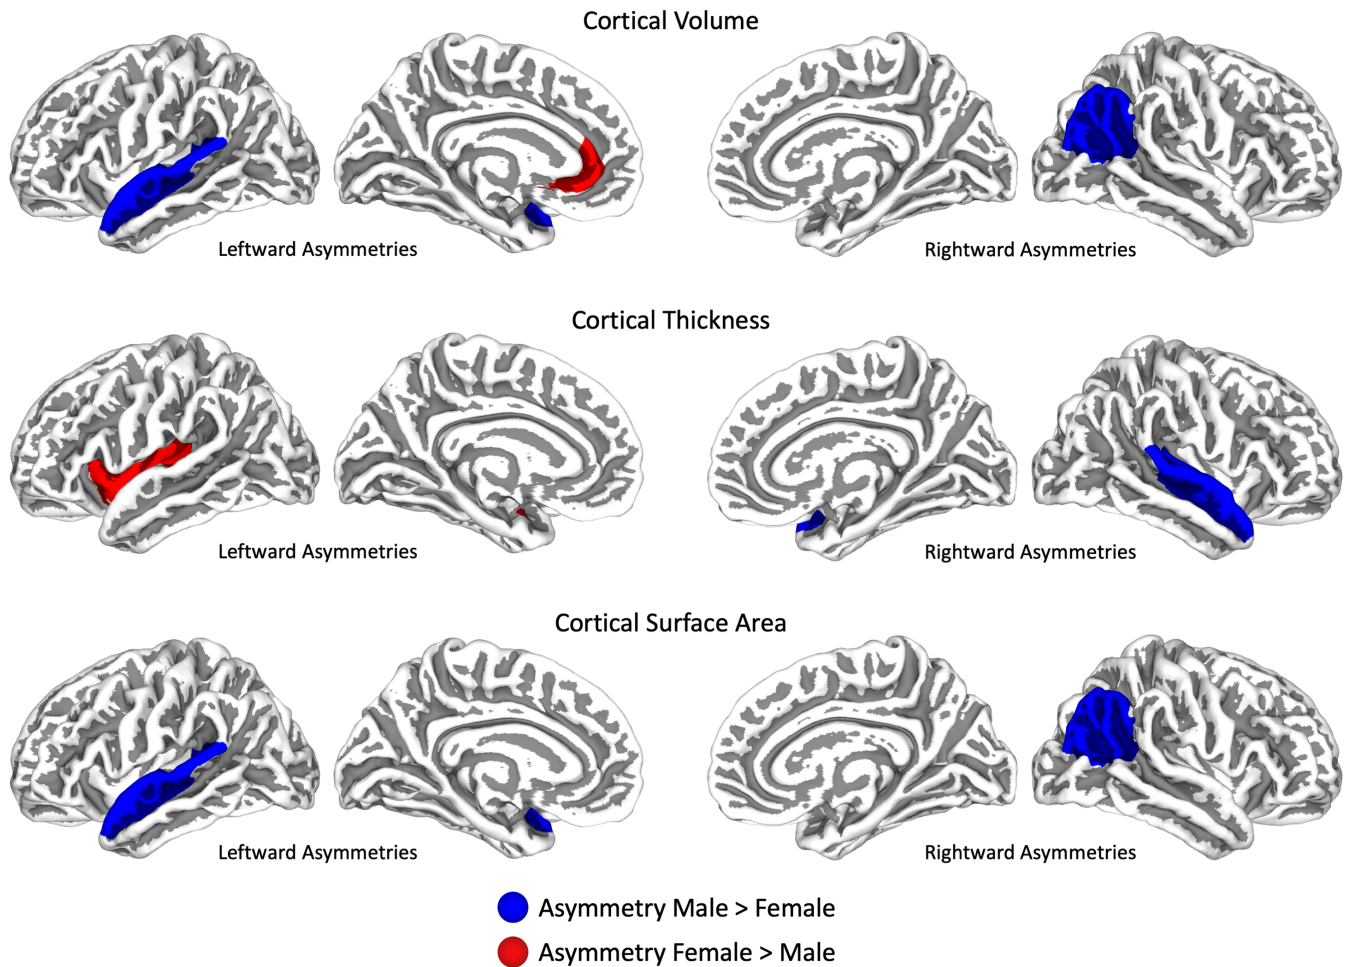 Cortical Volume
Leftward Asymmetries
Rightward Asymmetries
Cortical Thickness
Leftward Asymmetries
Rightward Asymmetries
Cortical Surface Area
Leftward Asymmetries
Rightward Asymmetries
Asymmetry Male > Female
Asymmetry Female > Male